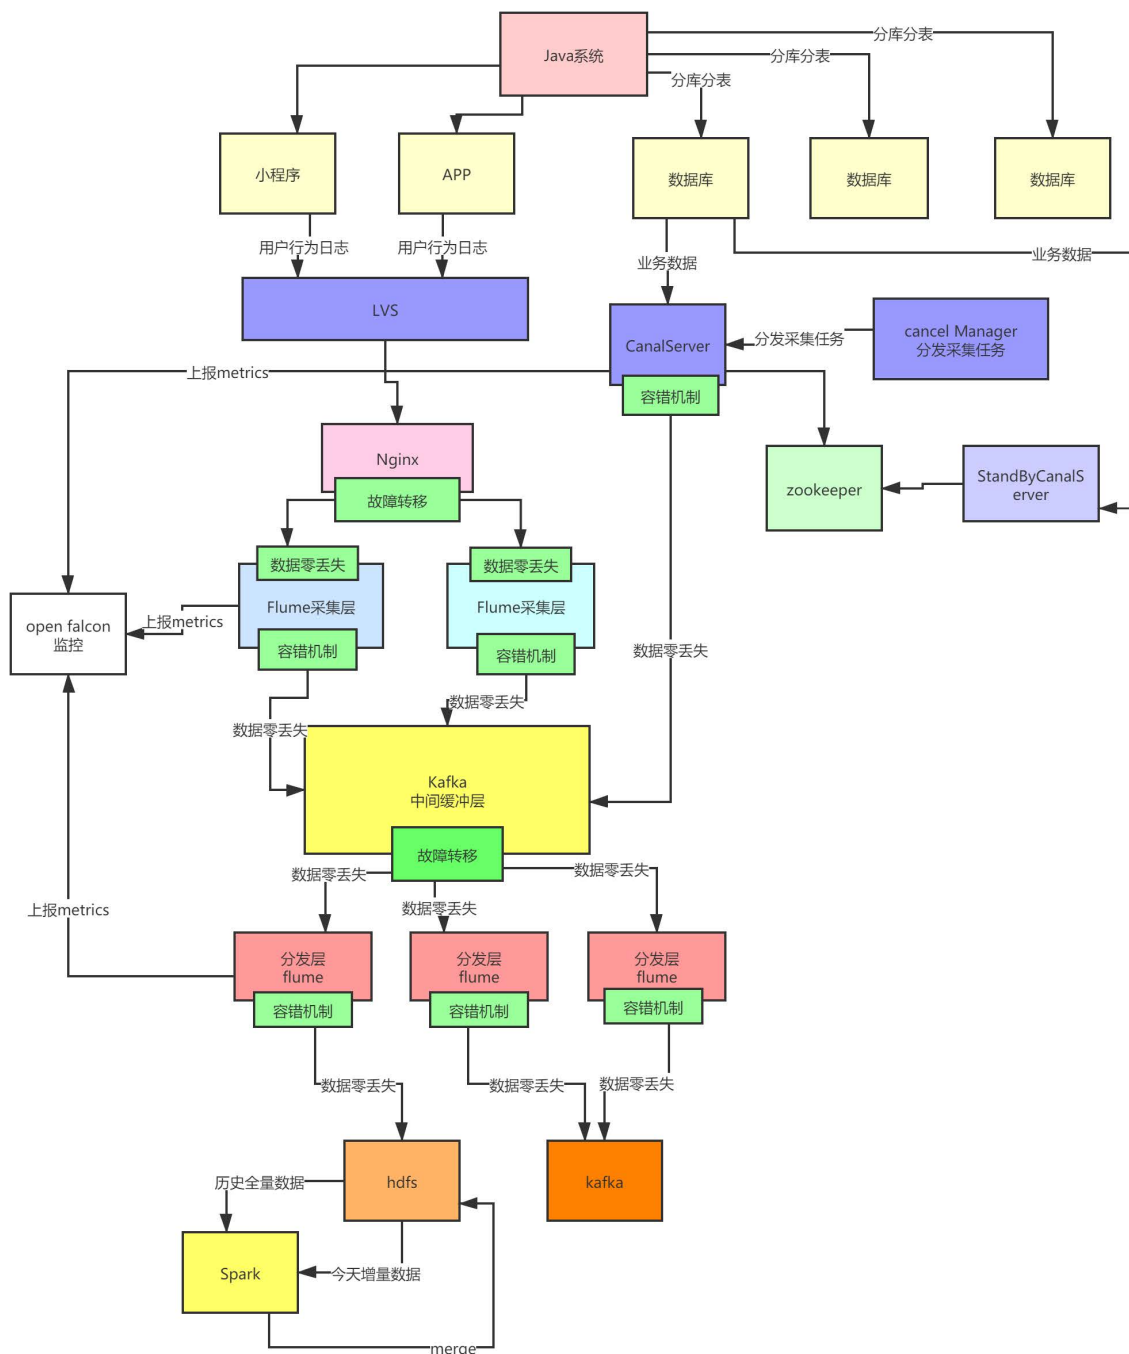 Java系统
分库分表
分库分表
分库分表
小程序
APP
数据库
数据库
数据库
用户行为日志
用户行为日志
业务数据
业务数据
LVS
CanalServer
分发采集任务
cancel Manager
分发采集任务
上报metrics
容错机制
Nginx
故障转移
zookeeper
StandByCanalS
erver
数据零丢失
数据零丢失
Flume采集层
Flume采集层
open falcon
监控
上报metrics
容错机制
容错机制
数据零丢失
数据零丢失
数据零丢失
Kafka
中间缓冲层
故障转移
数据零丢失
数据零丢失
数据零丢失
上报metrics
分发层
flume
分发层
flume
分发层
flume
容错机制
容错机制
容错机制
数据零丢失
数据零丢失
数据零丢失
hdfs
kafka
历史全量数据
Spark
今天增量数据
merge